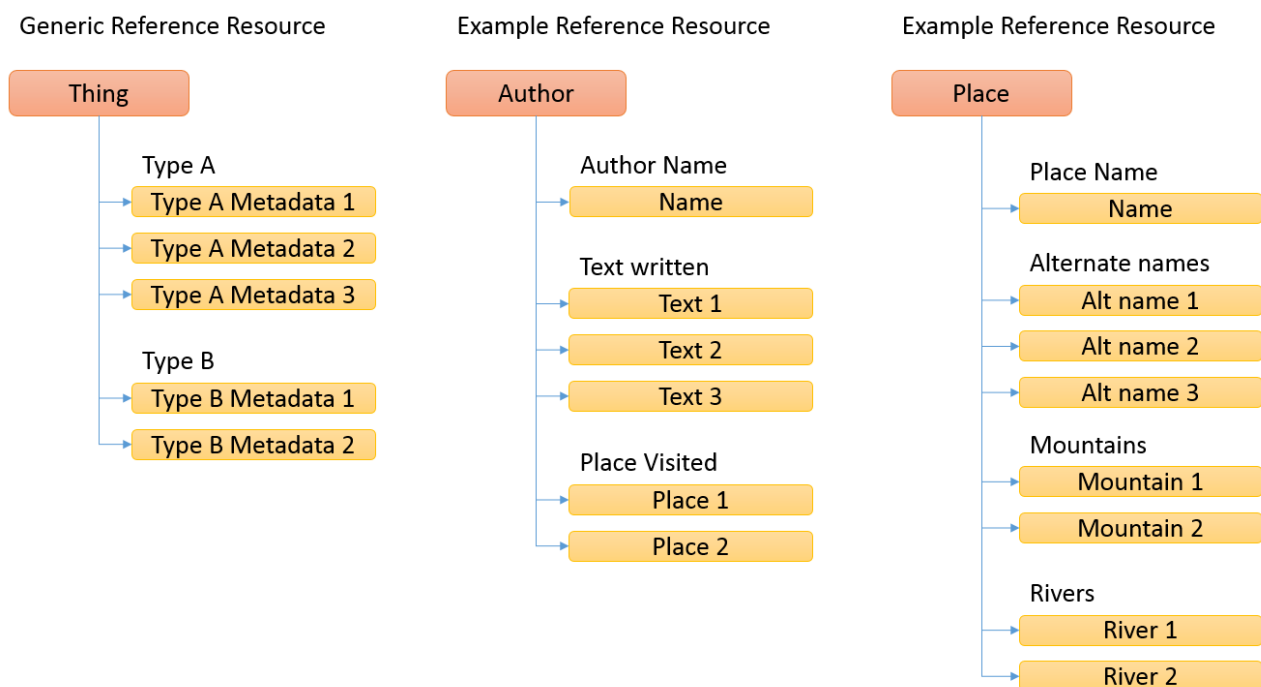 Generic Reference Resource
Thing
Type A
Type A Metadata 1
Type A Metadata 2
Type A Metadata 3
Type B
Type B Metadata 1
Type B Metadata 2
Example Reference Resource
Author
Author Name
Name
Text written
Text 1
Text 2
Text 3
Place Visited
Place 1
Place 2
Example Reference Resource
Place
Place Name
Name
Alternate names
Alt name 1
Alt name 2
Alt name 3
Mountains
Mountain 1
Mountain 2
Rivers
River 1
River 2